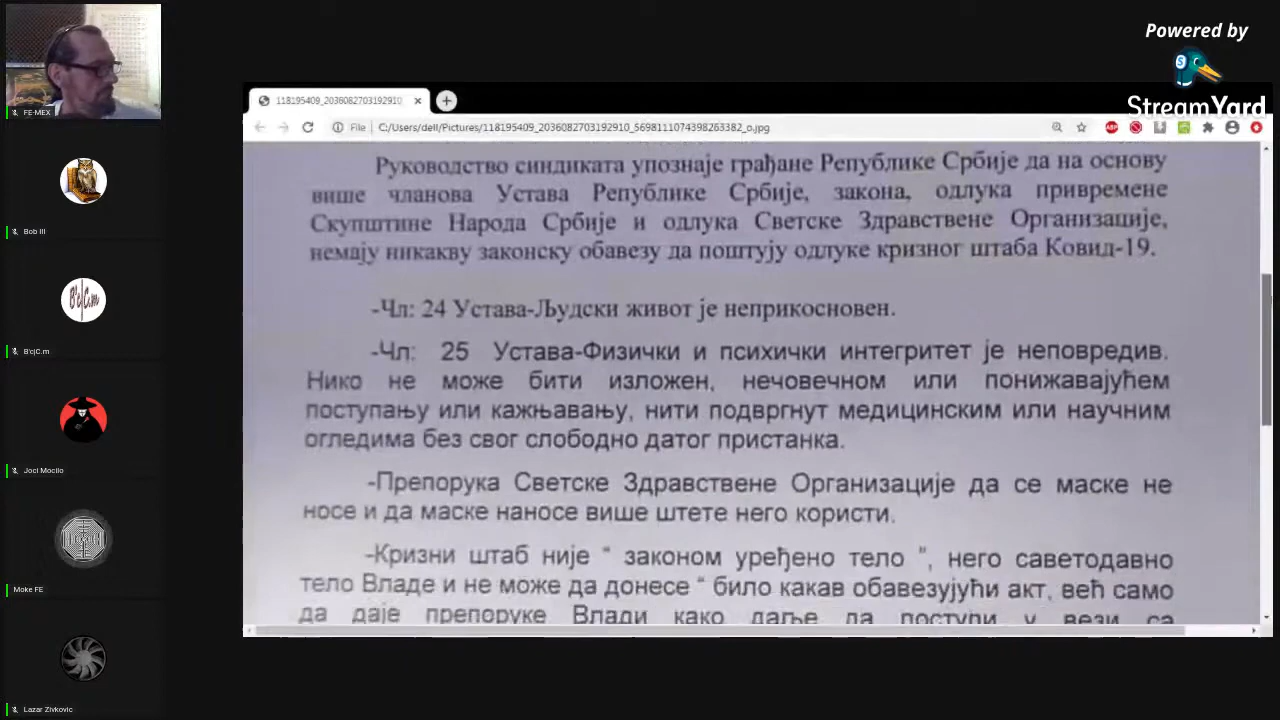 Powered by
StreamYard
118195409_2036082703192910
File
C:/Users/dell/Pictures/118195409_2036082703192910_5698111074398263382_o.jpg
ABP
Руководство синдиката упознаје грађане Републике Србије да на основу
више чланова Устава Републике Србије, закона, одлука привремене
Скупштине Народа Србије и одлука Светске Здравствене Организације,
немају никакву законску обавезу да поштују одлуке кризног штаба Ковид-19.
-Чл: 24 Устава-Људски живот је неприкосновен.
-Чл: 25 Устава-Физички и психички интегритет је неповредив.
Нико не може бити изложен, нечовечном или понижавајућем
поступању или кажњавању, нити подвргнут медицинским или научним
огледима без свог слободно датог пристанка.
-Препорука Светске Здравствене Организације да се маске не
носе и да маске наносе више штете него користи.
-Кризни штаб није “ законом уређено тело ”, него саветодавно
тело Владе и не може да донесе “ било какав обавезујући акт, већ само
да даје препоруке Влади како даље да поступи у вези са
FE-MEX
Bob III
B'c|C.m
B'c|C.m
Joci Mocilo
Moke FE
Lazar Zivkovic